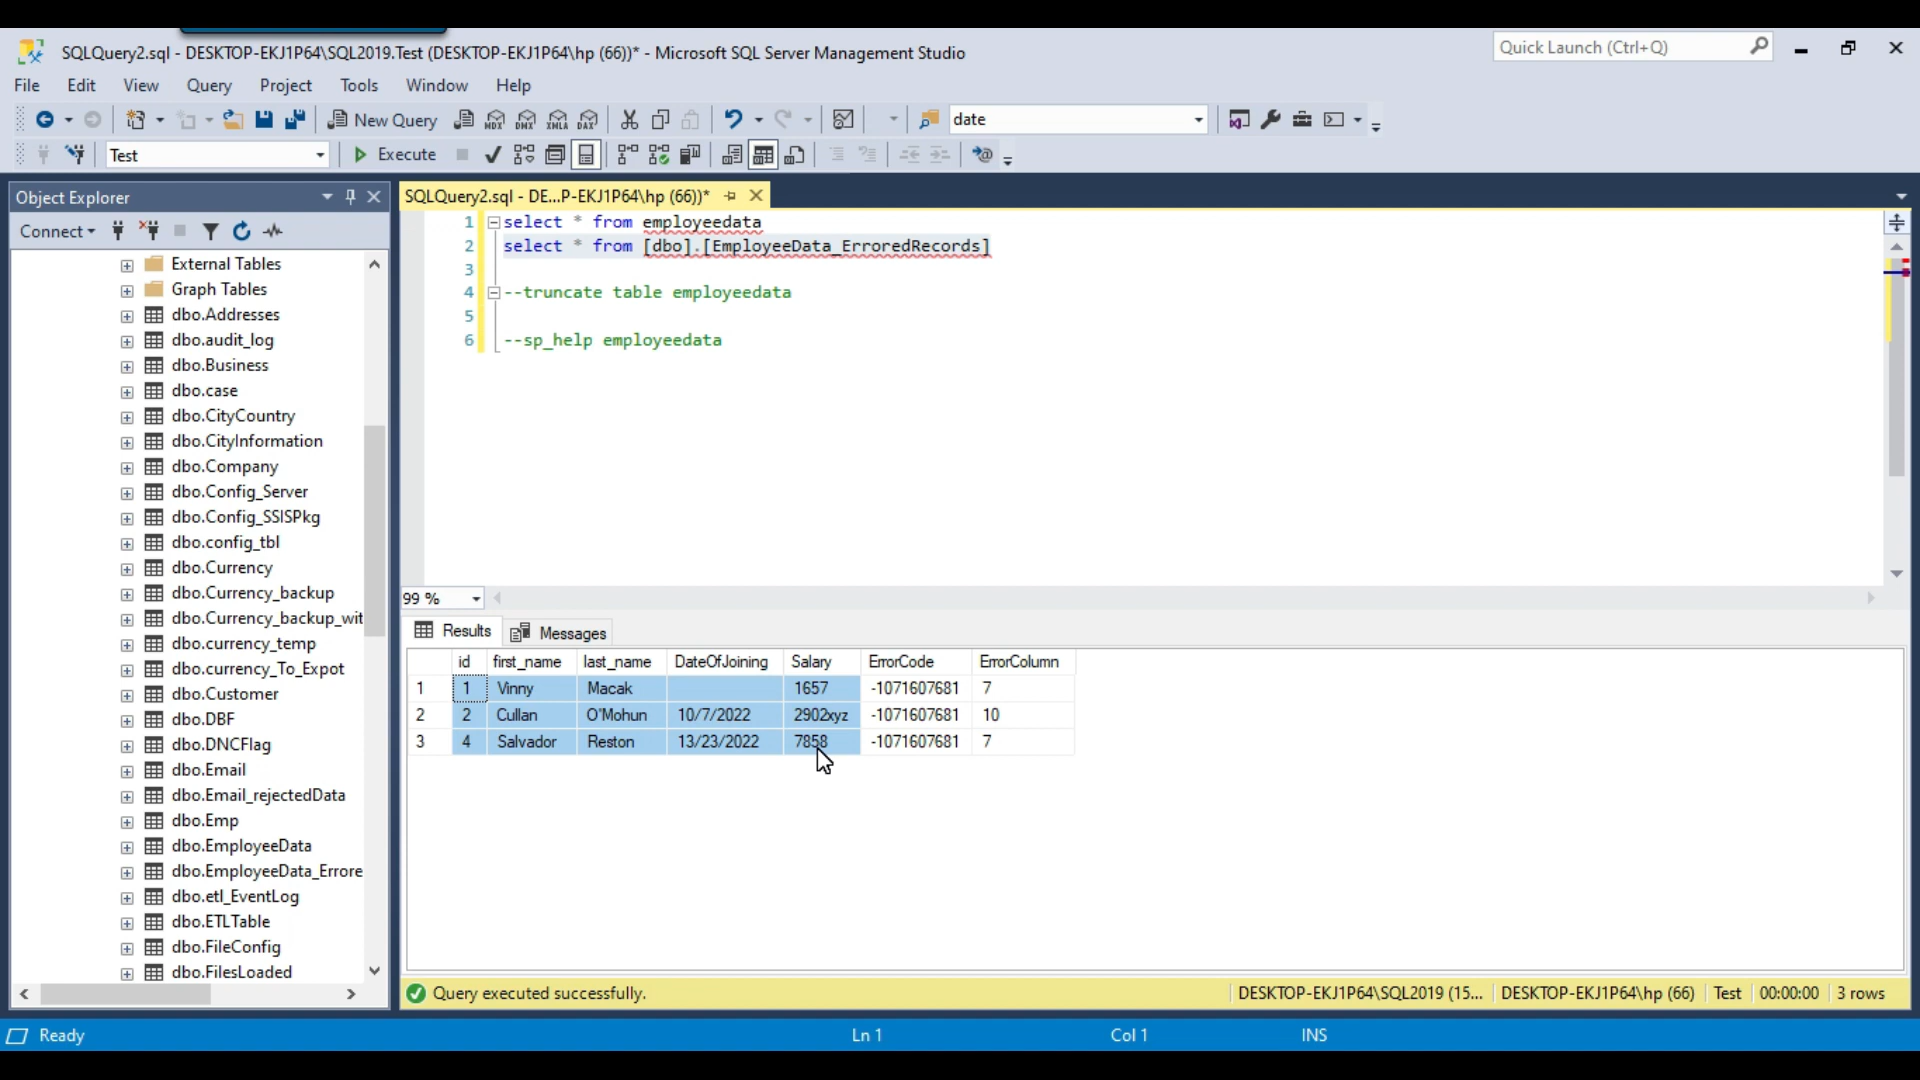 SQLQuery2.sql - DESKTOP-EKJ1P64\SQL2019.Test (DESKTOP-EKJ1P64\hp (66))* - Microsoft SQL Server Management Studio
Quick Launch (Ctrl+Q)
File Edit View Query Project Tools Window Help
New Query MDX DMX XMLA DAX date
Test Execute
Object Explorer
Connect
External Tables
Graph Tables
dbo.Addresses
dbo.audit_log
dbo.Business
dbo.case
dbo.CityCountry
dbo.CityInformation
dbo.Company
dbo.Config_Server
dbo.Config_SSISPkg
dbo.config_tbl
dbo.Currency
dbo.Currency_backup
dbo.Currency_backup_wit
dbo.currency_temp
dbo.currency_To_Expot
dbo.Customer
dbo.DBF
dbo.DNCFlag
dbo.Email
dbo.Email_rejectedData
dbo.Emp
dbo.EmployeeData
dbo.EmployeeData_Errore
dbo.etl_EventLog
dbo.ETLTable
dbo.FileConfig
dbo.FilesLoaded
SQLQuery2.sql - DE...P-EKJ1P64\hp (66))*
1 select * from employeedata
2 select * from [dbo].[EmployeeData_ErroredRecords]
3
4 --truncate table employeedata
5
6 --sp_help employeedata
99 %
Results Messages
id first_name last_name DateOfJoining Salary ErrorCode ErrorColumn
1 1 Vinny Macak 1657 -1071607681 7
2 2 Cullan O'Mohun 10/7/2022 2902xyz -1071607681 10
3 4 Salvador Reston 13/23/2022 7858 -1071607681 7
Query executed successfully. DESKTOP-EKJ1P64\SQL2019 (15... DESKTOP-EKJ1P64\hp (66) Test 00:00:00 3 rows
Ready Ln 1 Col 1 INS